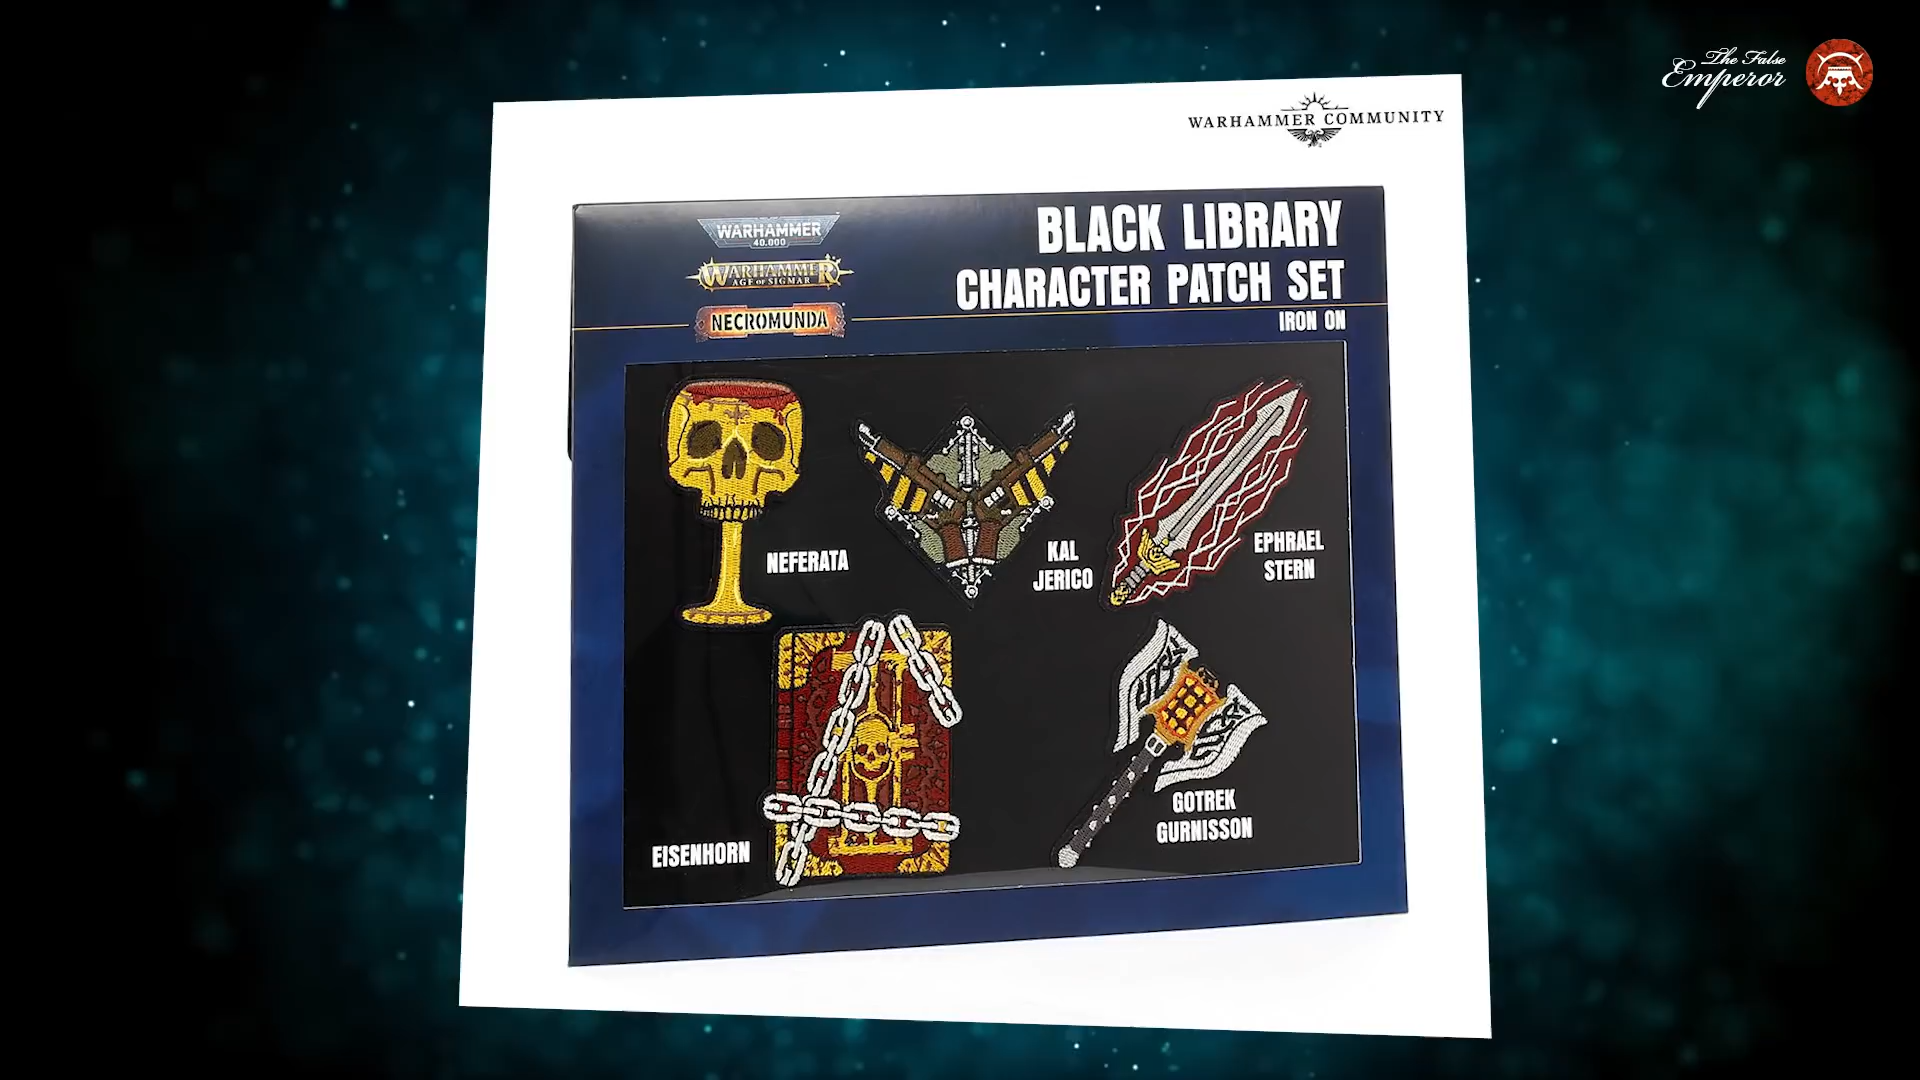 The False
Emperor
WARHAMMER COMMUNITY
WARHAMMER
40,000
WARHAMMER
AGE OF SIGMAR
NECROMUNDA
BLACK LIBRARY
CHARACTER PATCH SET
IRON ON
NEFERATA
KAL
JERICO
EPHRAEL
STERN
EISENHORN
GOTREK
GURNISSON